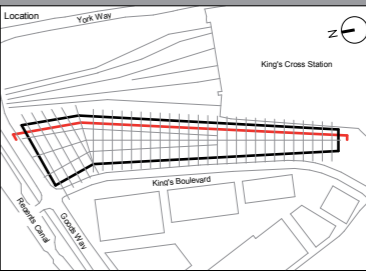 Location
York Way
N
King's Cross Station
King's Boulevard
Regents Canal
Goods Way